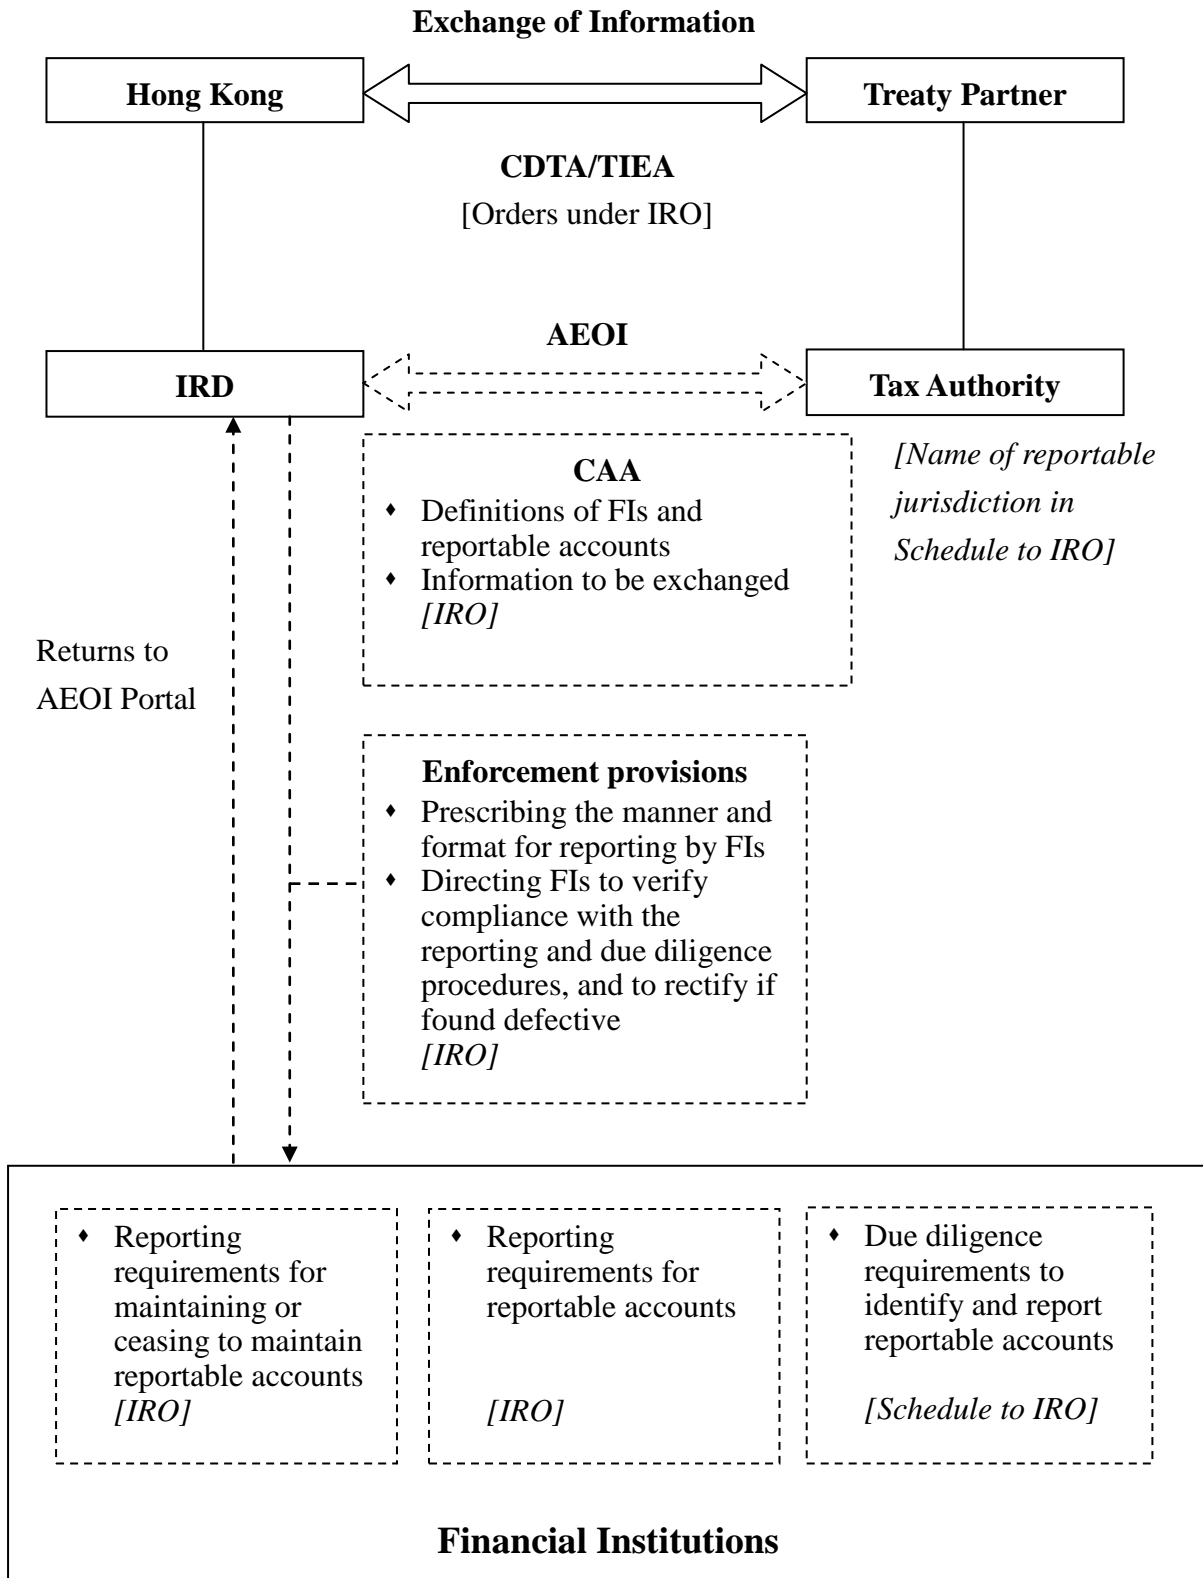 Exchange of Information
Hong Kong
Treaty Partner
CDTA/TIEA
[Orders under IRO]
AEOI
IRD
Tax Authority
[Name of reportable
jurisdiction in
Schedule to IRO]
CAA
♦ Definitions of FIs and
reportable accounts
♦ Information to be exchanged
[IRO]
Returns to
AEOI Portal
Enforcement provisions
♦ Prescribing the manner and
format for reporting by FIs
♦ Directing FIs to verify
compliance with the
reporting and due diligence
procedures, and to rectify if
found defective
[IRO]
♦ Reporting
requirements for
maintaining or
ceasing to maintain
reportable accounts
[IRO]
♦ Reporting
requirements for
reportable accounts
[IRO]
♦ Due diligence
requirements to
identify and report
reportable accounts
[Schedule to IRO]
Financial Institutions